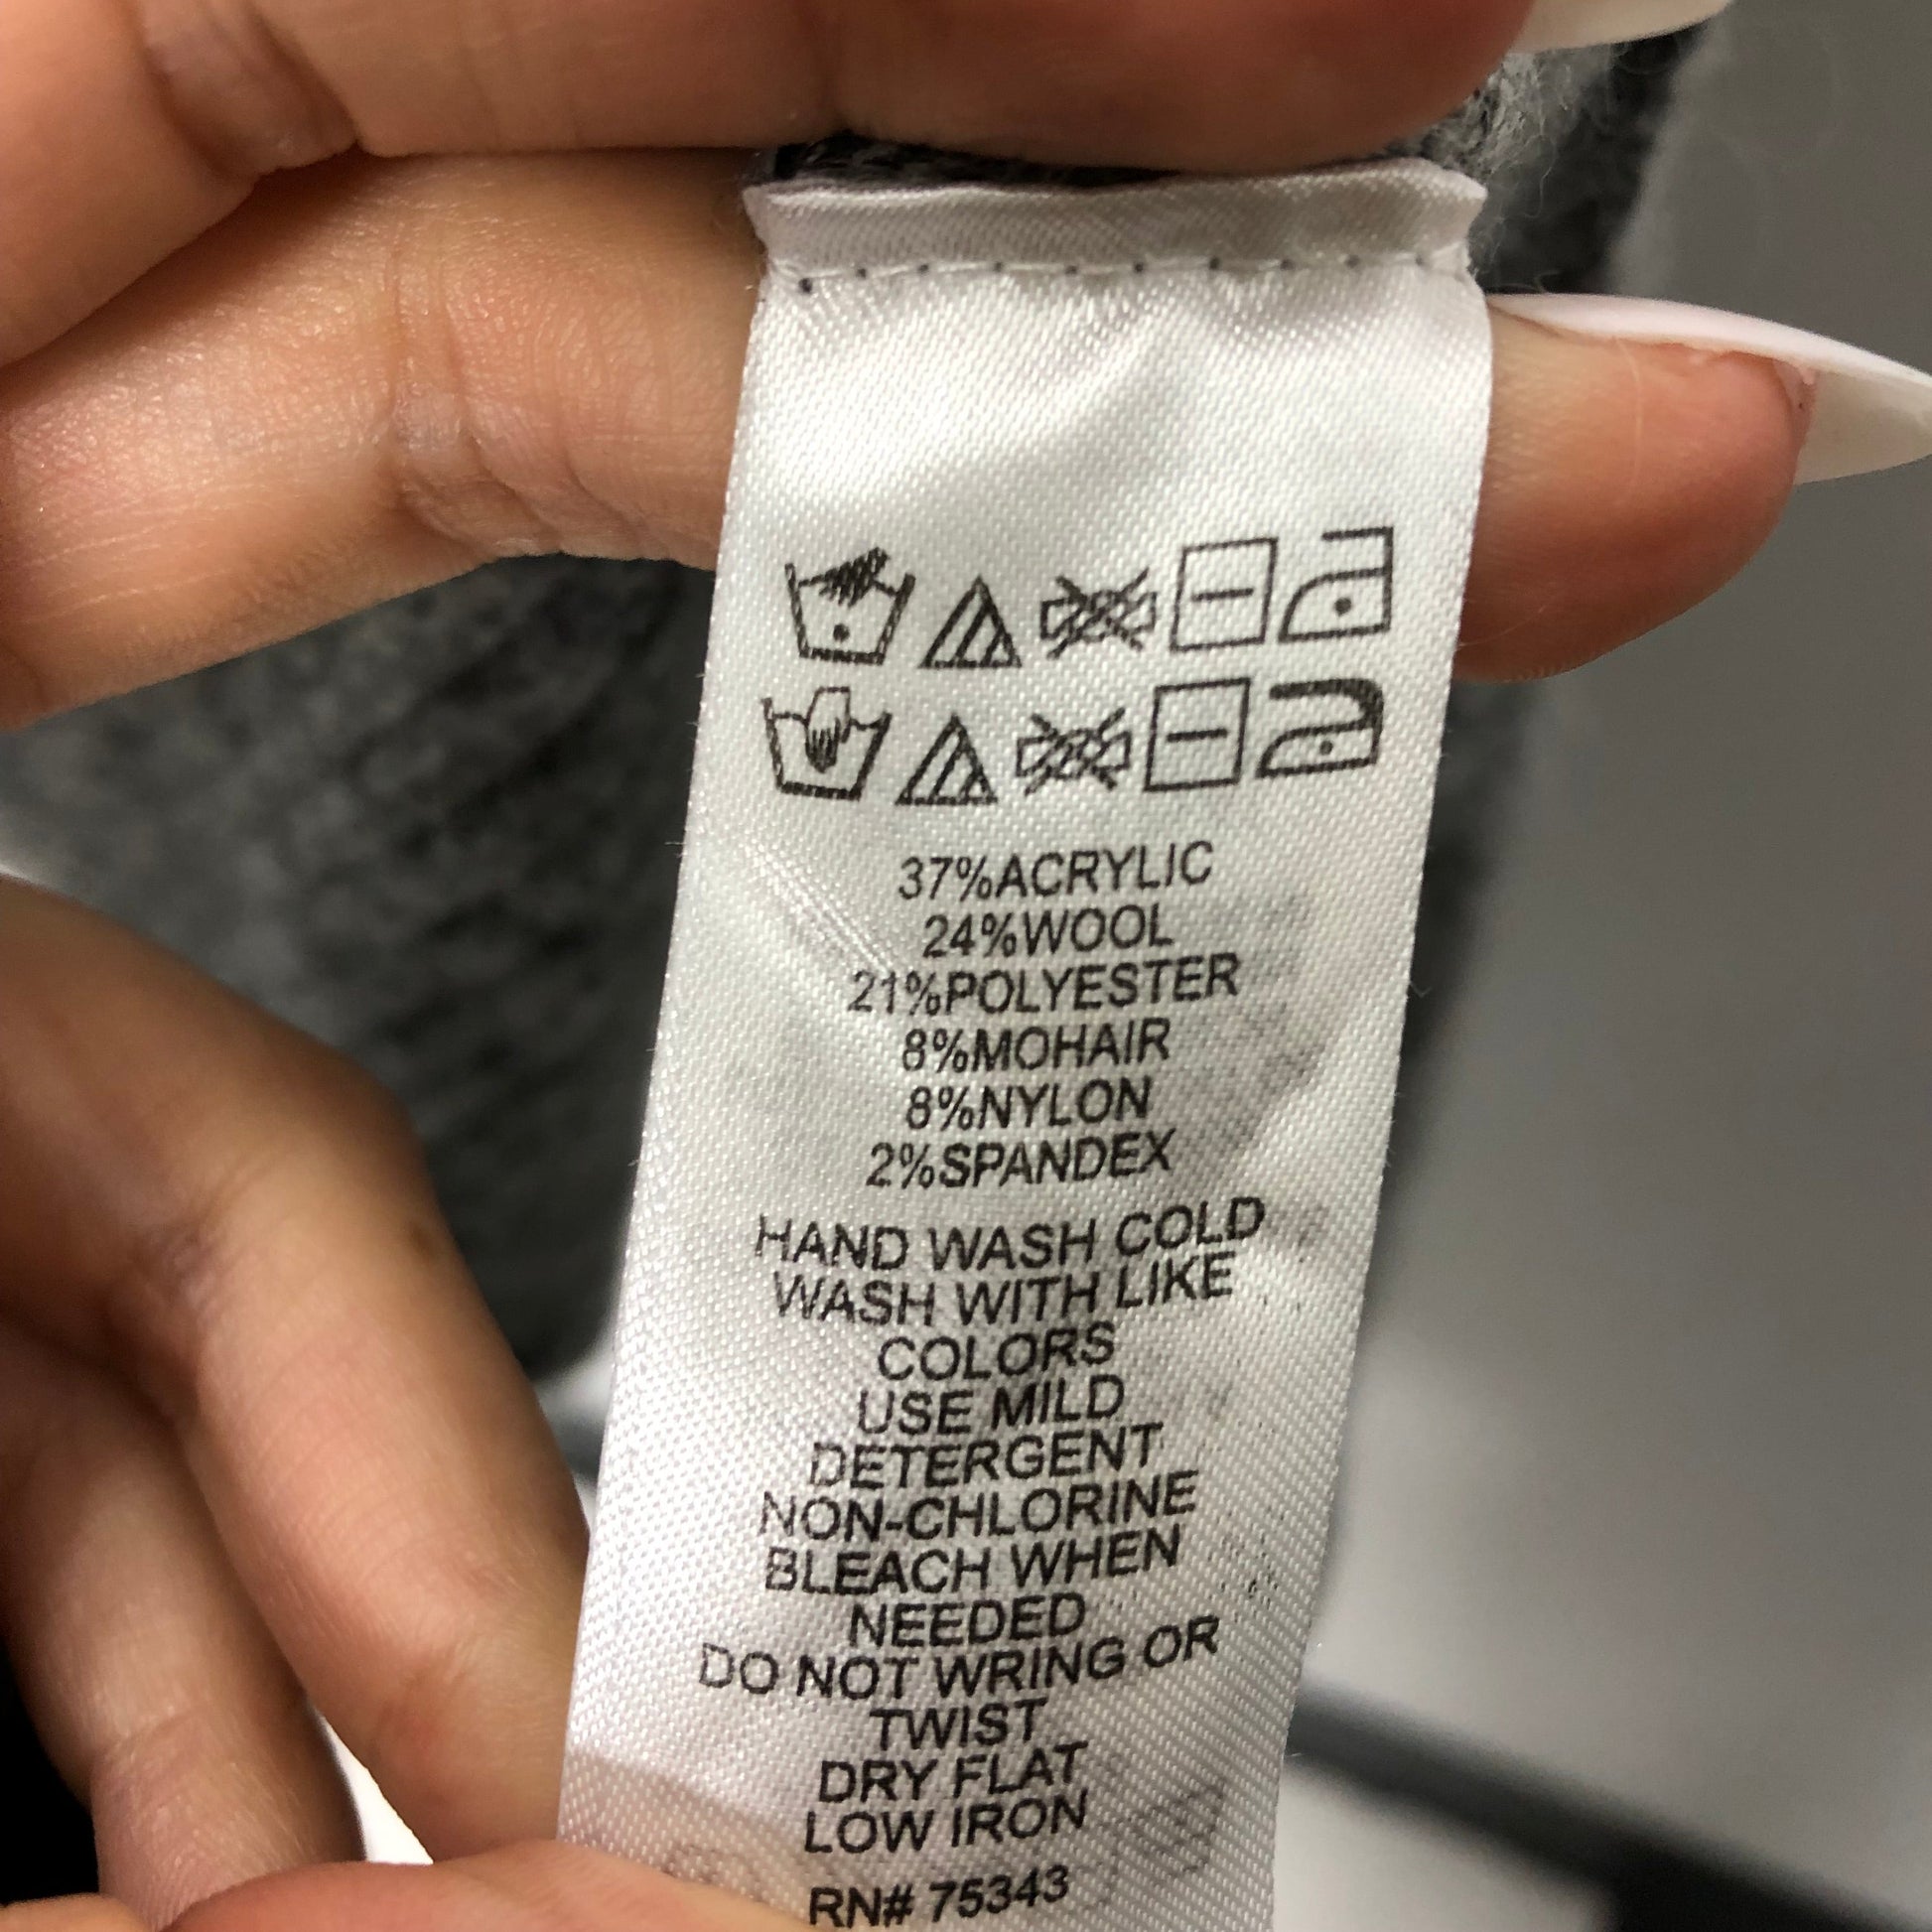 37%ACRYLIC
24%WOOL
21%POLYESTER
8%MOHAIR
8%NYLON
2%SPANDEX
HAND WASH COLD
WASH WITH LIKE
COLORS
USE MILD
DETERGENT
NON-CHLORINE
BLEACH WHEN
NEEDED
DO NOT WRING OR
TWIST
DRY FLAT
LOW IRON
RN# 75343